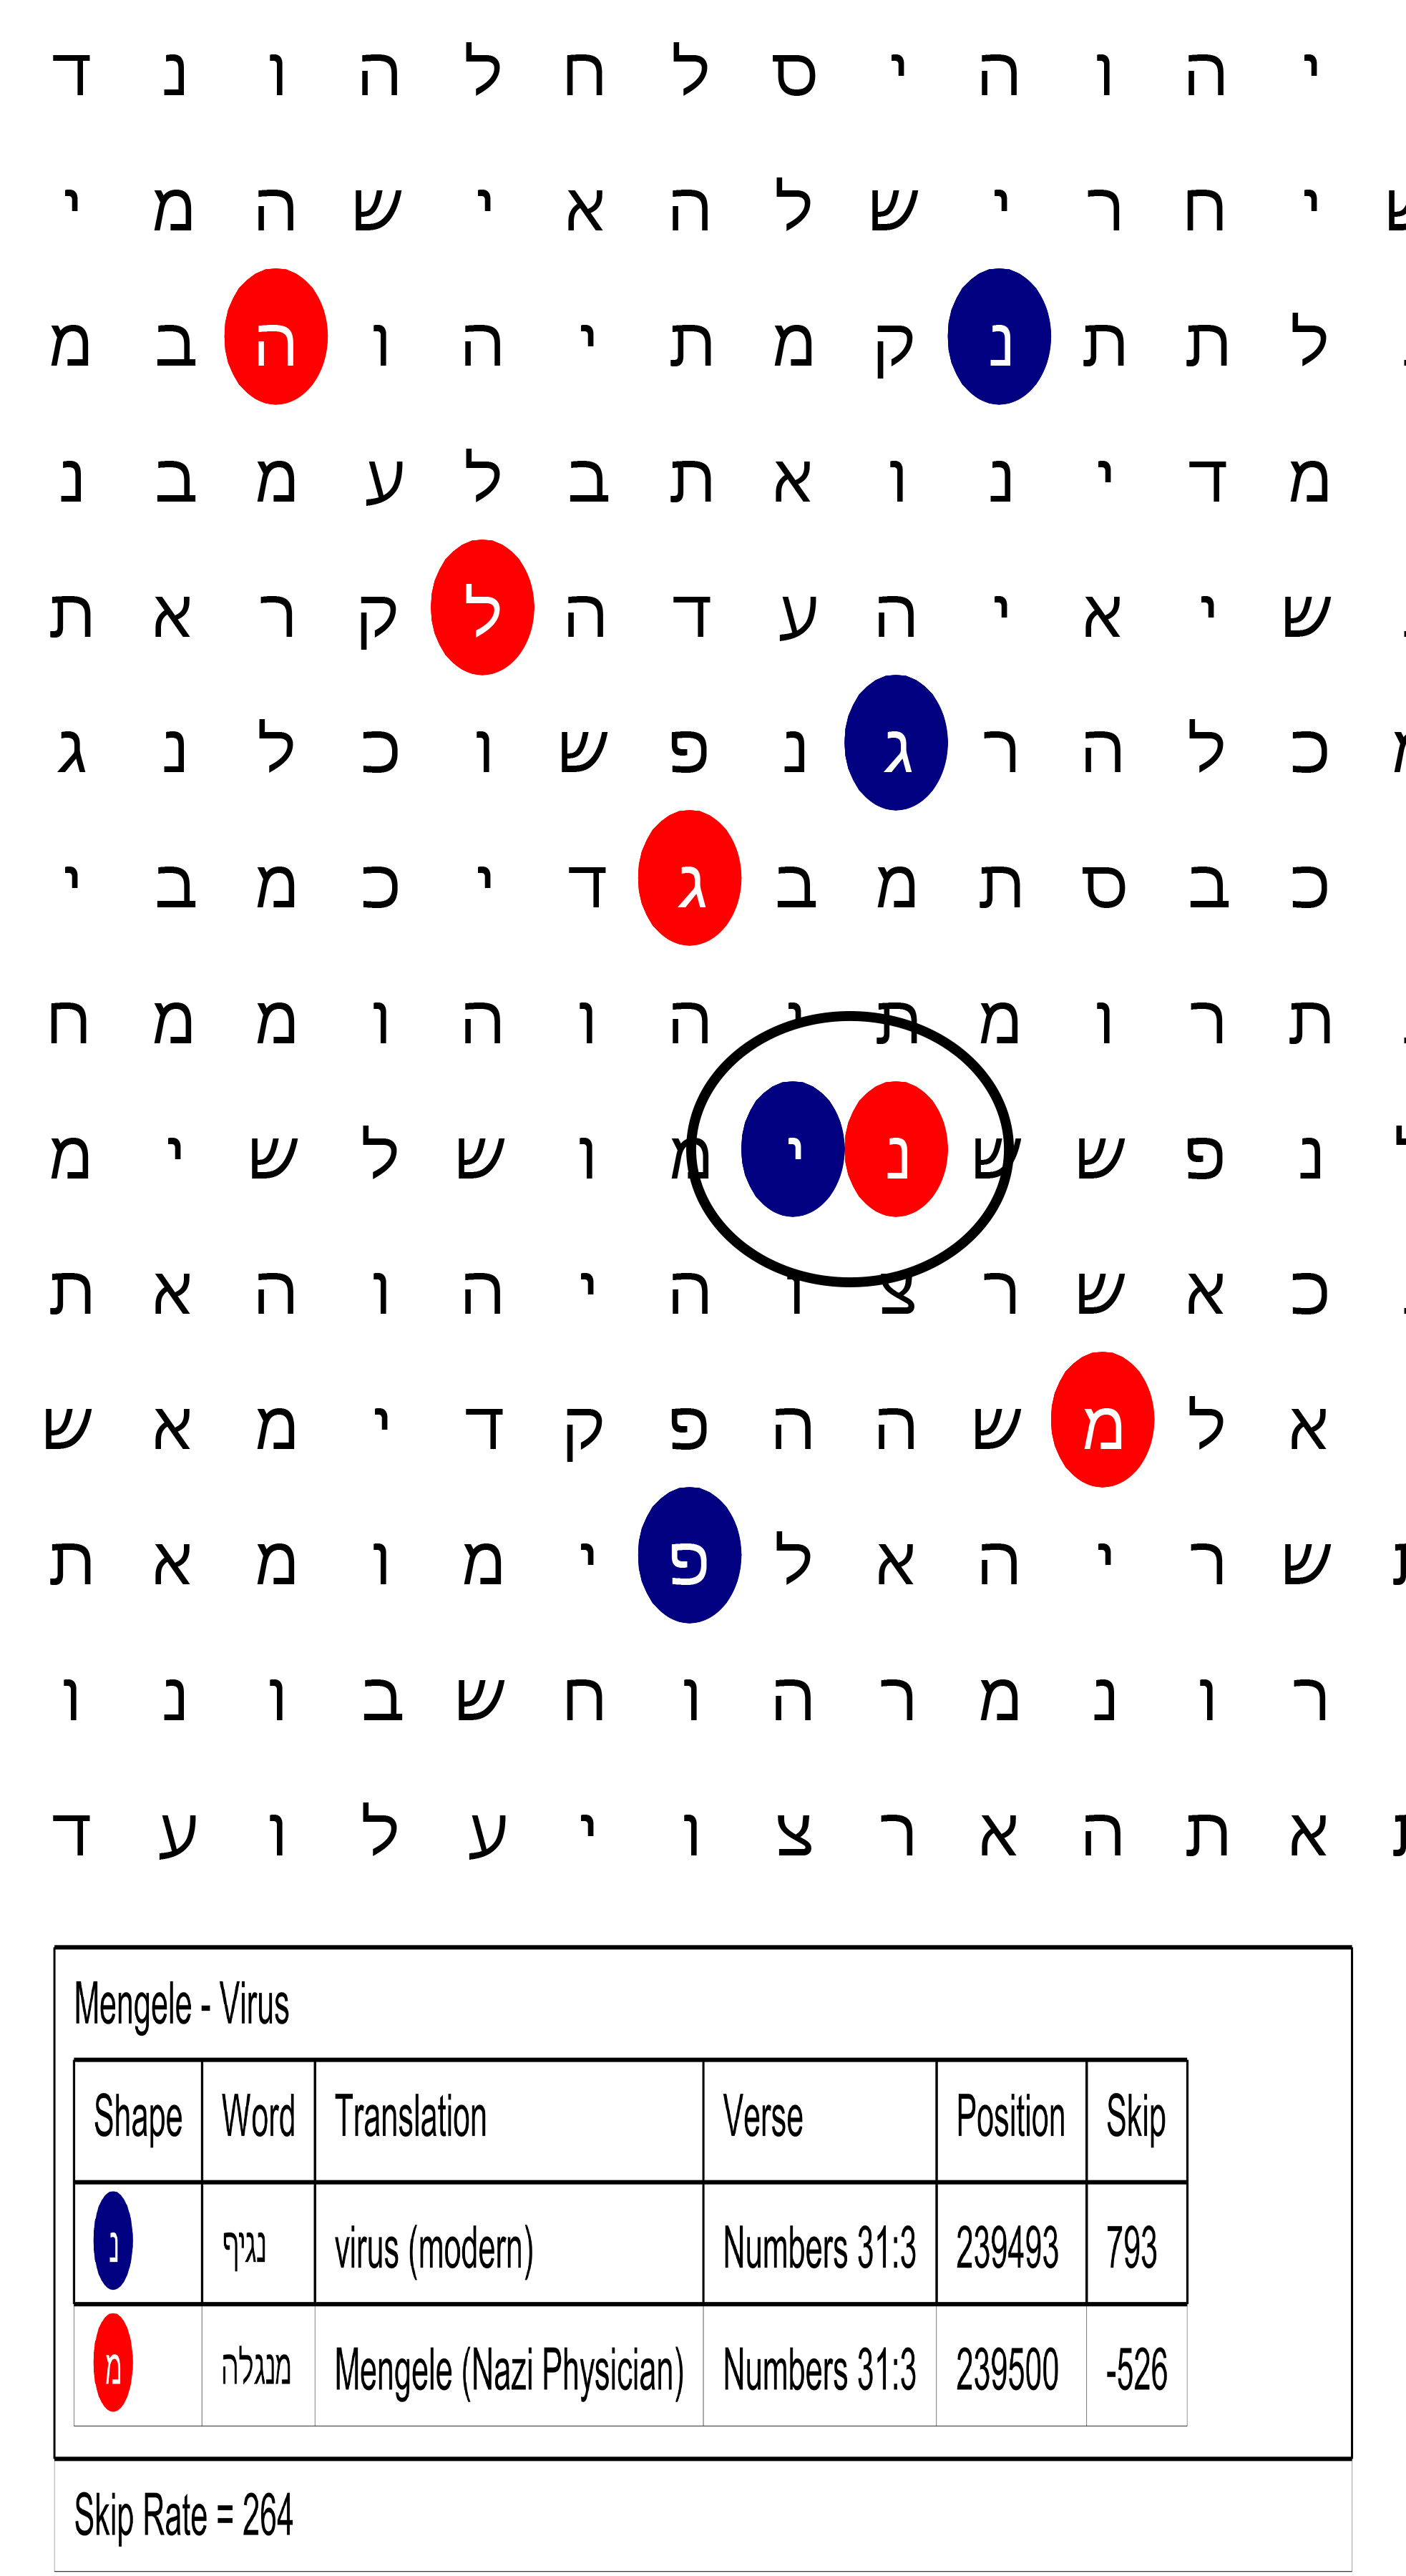 י ה ו ה י ס ל ח ל ה ו נ ד
י ח ר י ש ל ה א י ש ה מ י
ל ת ת נ ק מ ת י ה ו ה ב מ
מ ד י נ ו א ת ב ל ע מ ב נ
ש י א י ה ע ד ה ל ק ר א ת
כ ל ה ר ג נ פ ש ו כ ל נ ג
כ ב ס ת מ ב ג ד י כ מ ב י
ת ר ו מ ת י ה ו ה ו מ מ ח
נ פ ש ש נ י מ ו ש ל ש י מ
כ א ש ר צ ו ה י ה ו ה א ת
א ל מ ש ה ה פ ק ד י מ א ש
ש ר י ה א ל פ י מ ו מ א ת
ר ו נ מ ר ה ו ח ש ב ו נ ו
א ת ה א ר צ ו י ע ל ו ע ד
Mengele - Virus
Shape Word Translation Verse Position Skip
נ נגיף virus (modern) Numbers 31:3 239493 793
מ מנגלה Mengele (Nazi Physician) Numbers 31:3 239500 -526
Skip Rate = 264